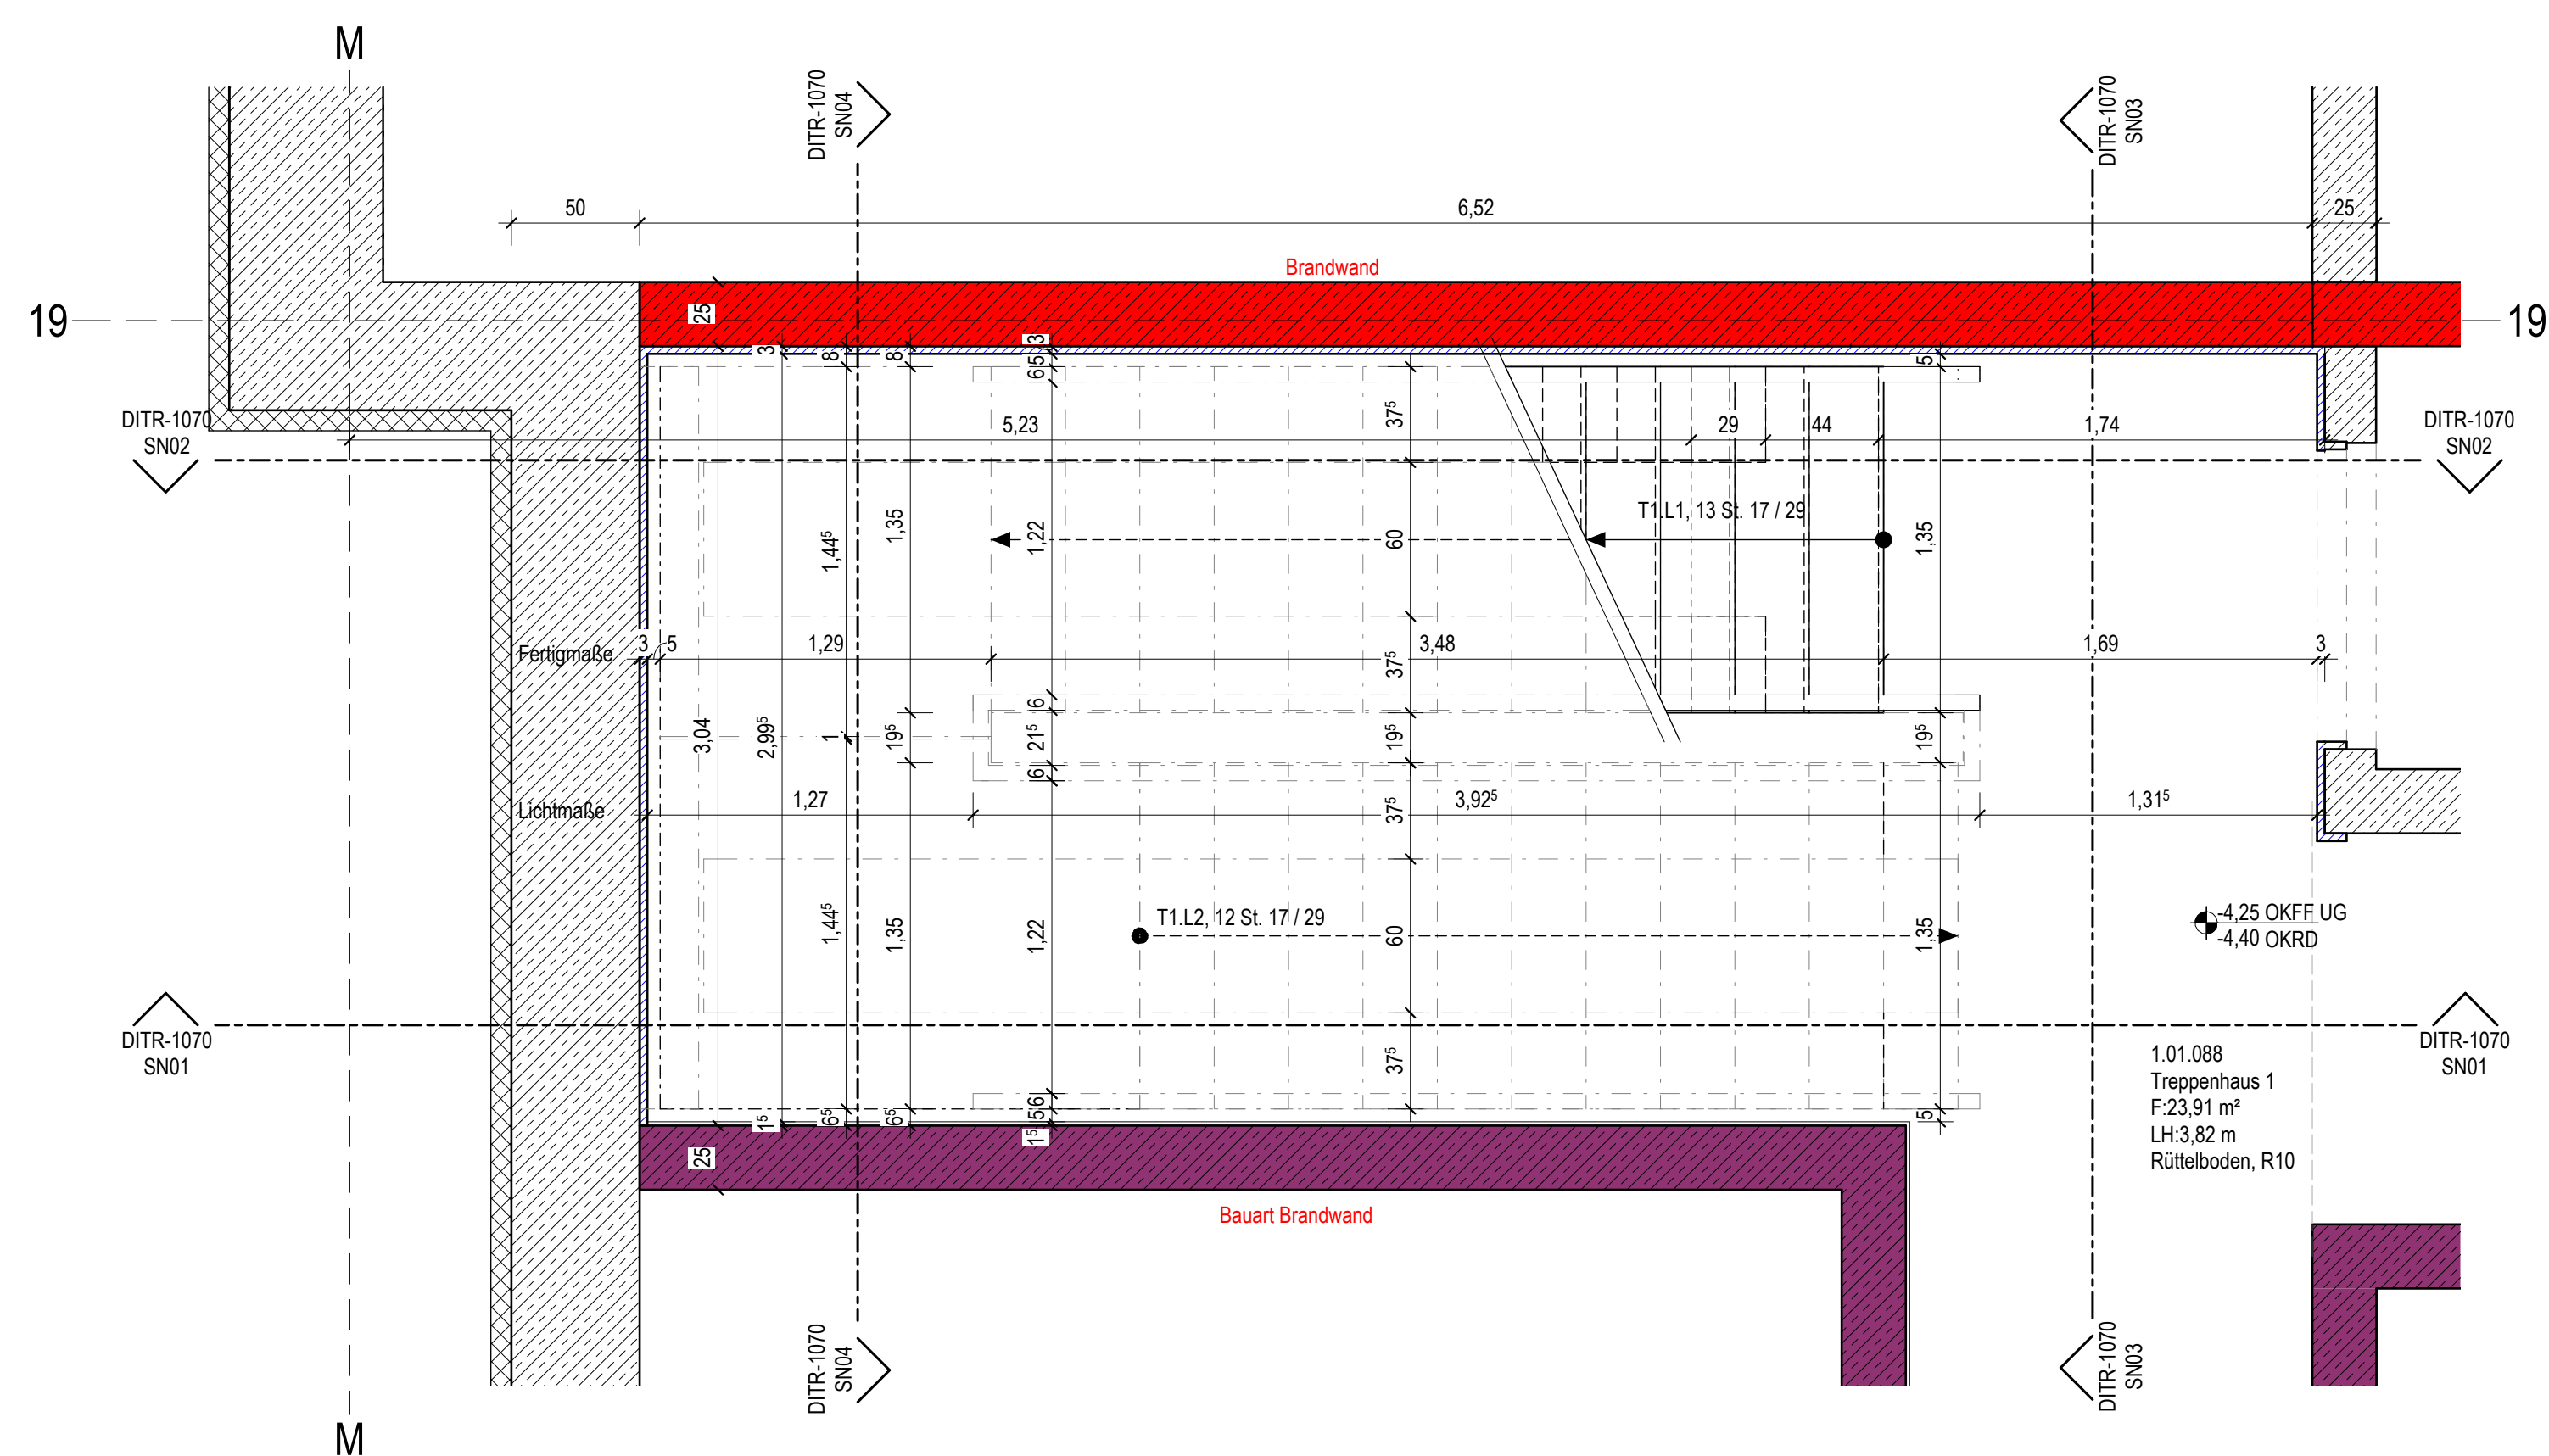 M
DITR-1070
SN04
DITR-1070
SN03
50
6,52
25
Brandwand
19
19
25
3
8
8
3
5
6
5
DITR-1070
SN02
5,23
37⁵
29
44
1,74
DITR-1070
SN02
T1.L1, 13 St. 17 / 29
1,44⁵
1,35
1,22
60
1,35
Fertigmaße
3
5
1,29
3,48
37⁵
1,69
3
3,04
2,99⁵
1
19⁵
6
21⁵
6
19⁵
19⁵
Lichtmaße
1,27
3,92⁵
37⁵
1,31⁵
T1.L2, 12 St. 17 / 29
1,44⁵
1,35
1,22
60
1,35
-4,25 OKFF UG
-4,40 OKRD
DITR-1070
SN01
37⁵
DITR-1070
SN01
1.01.088
Treppenhaus 1
F:23,91 m²
LH:3,82 m
Rüttelboden, R10
25
1⁵
6⁵
6⁵
6
5
1⁵
5
Bauart Brandwand
DITR-1070
SN04
DITR-1070
SN03
M